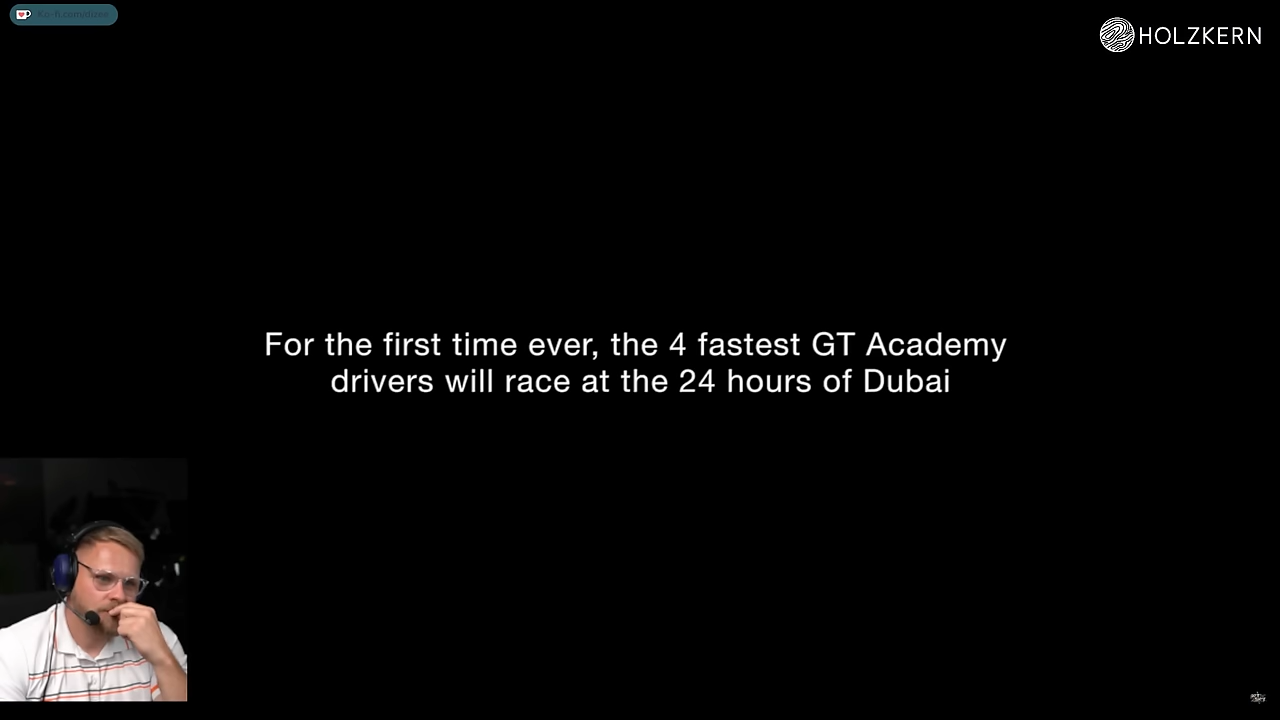 HOLZKERN
For the first time ever, the 4 fastest GT Academy
drivers will race at the 24 hours of Dubai